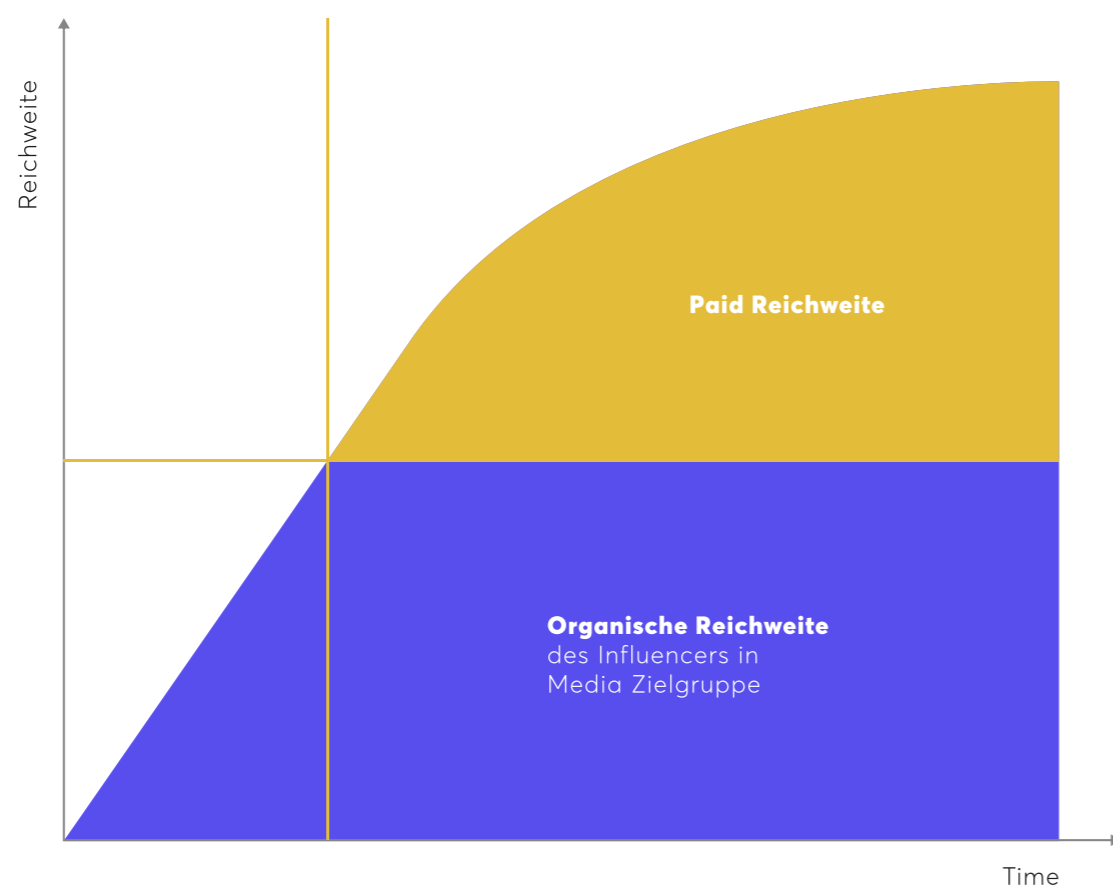 Reichweite
Paid Reichweite
Organische Reichweite
des Influencers in
Media Zielgruppe
Time